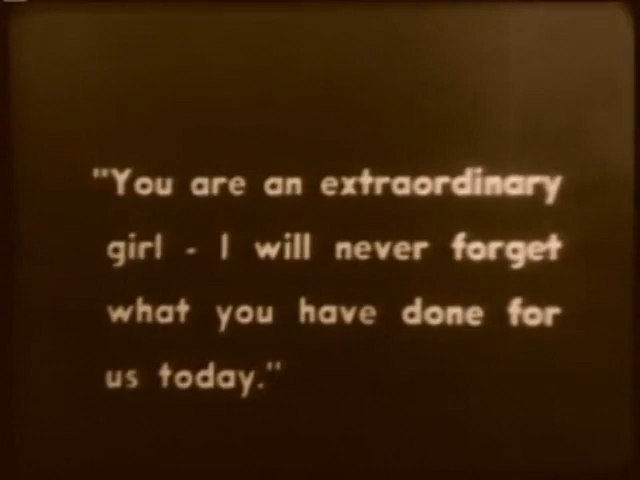 "You are an extraordinary
girl - I will never forget
what you have done for
us today."